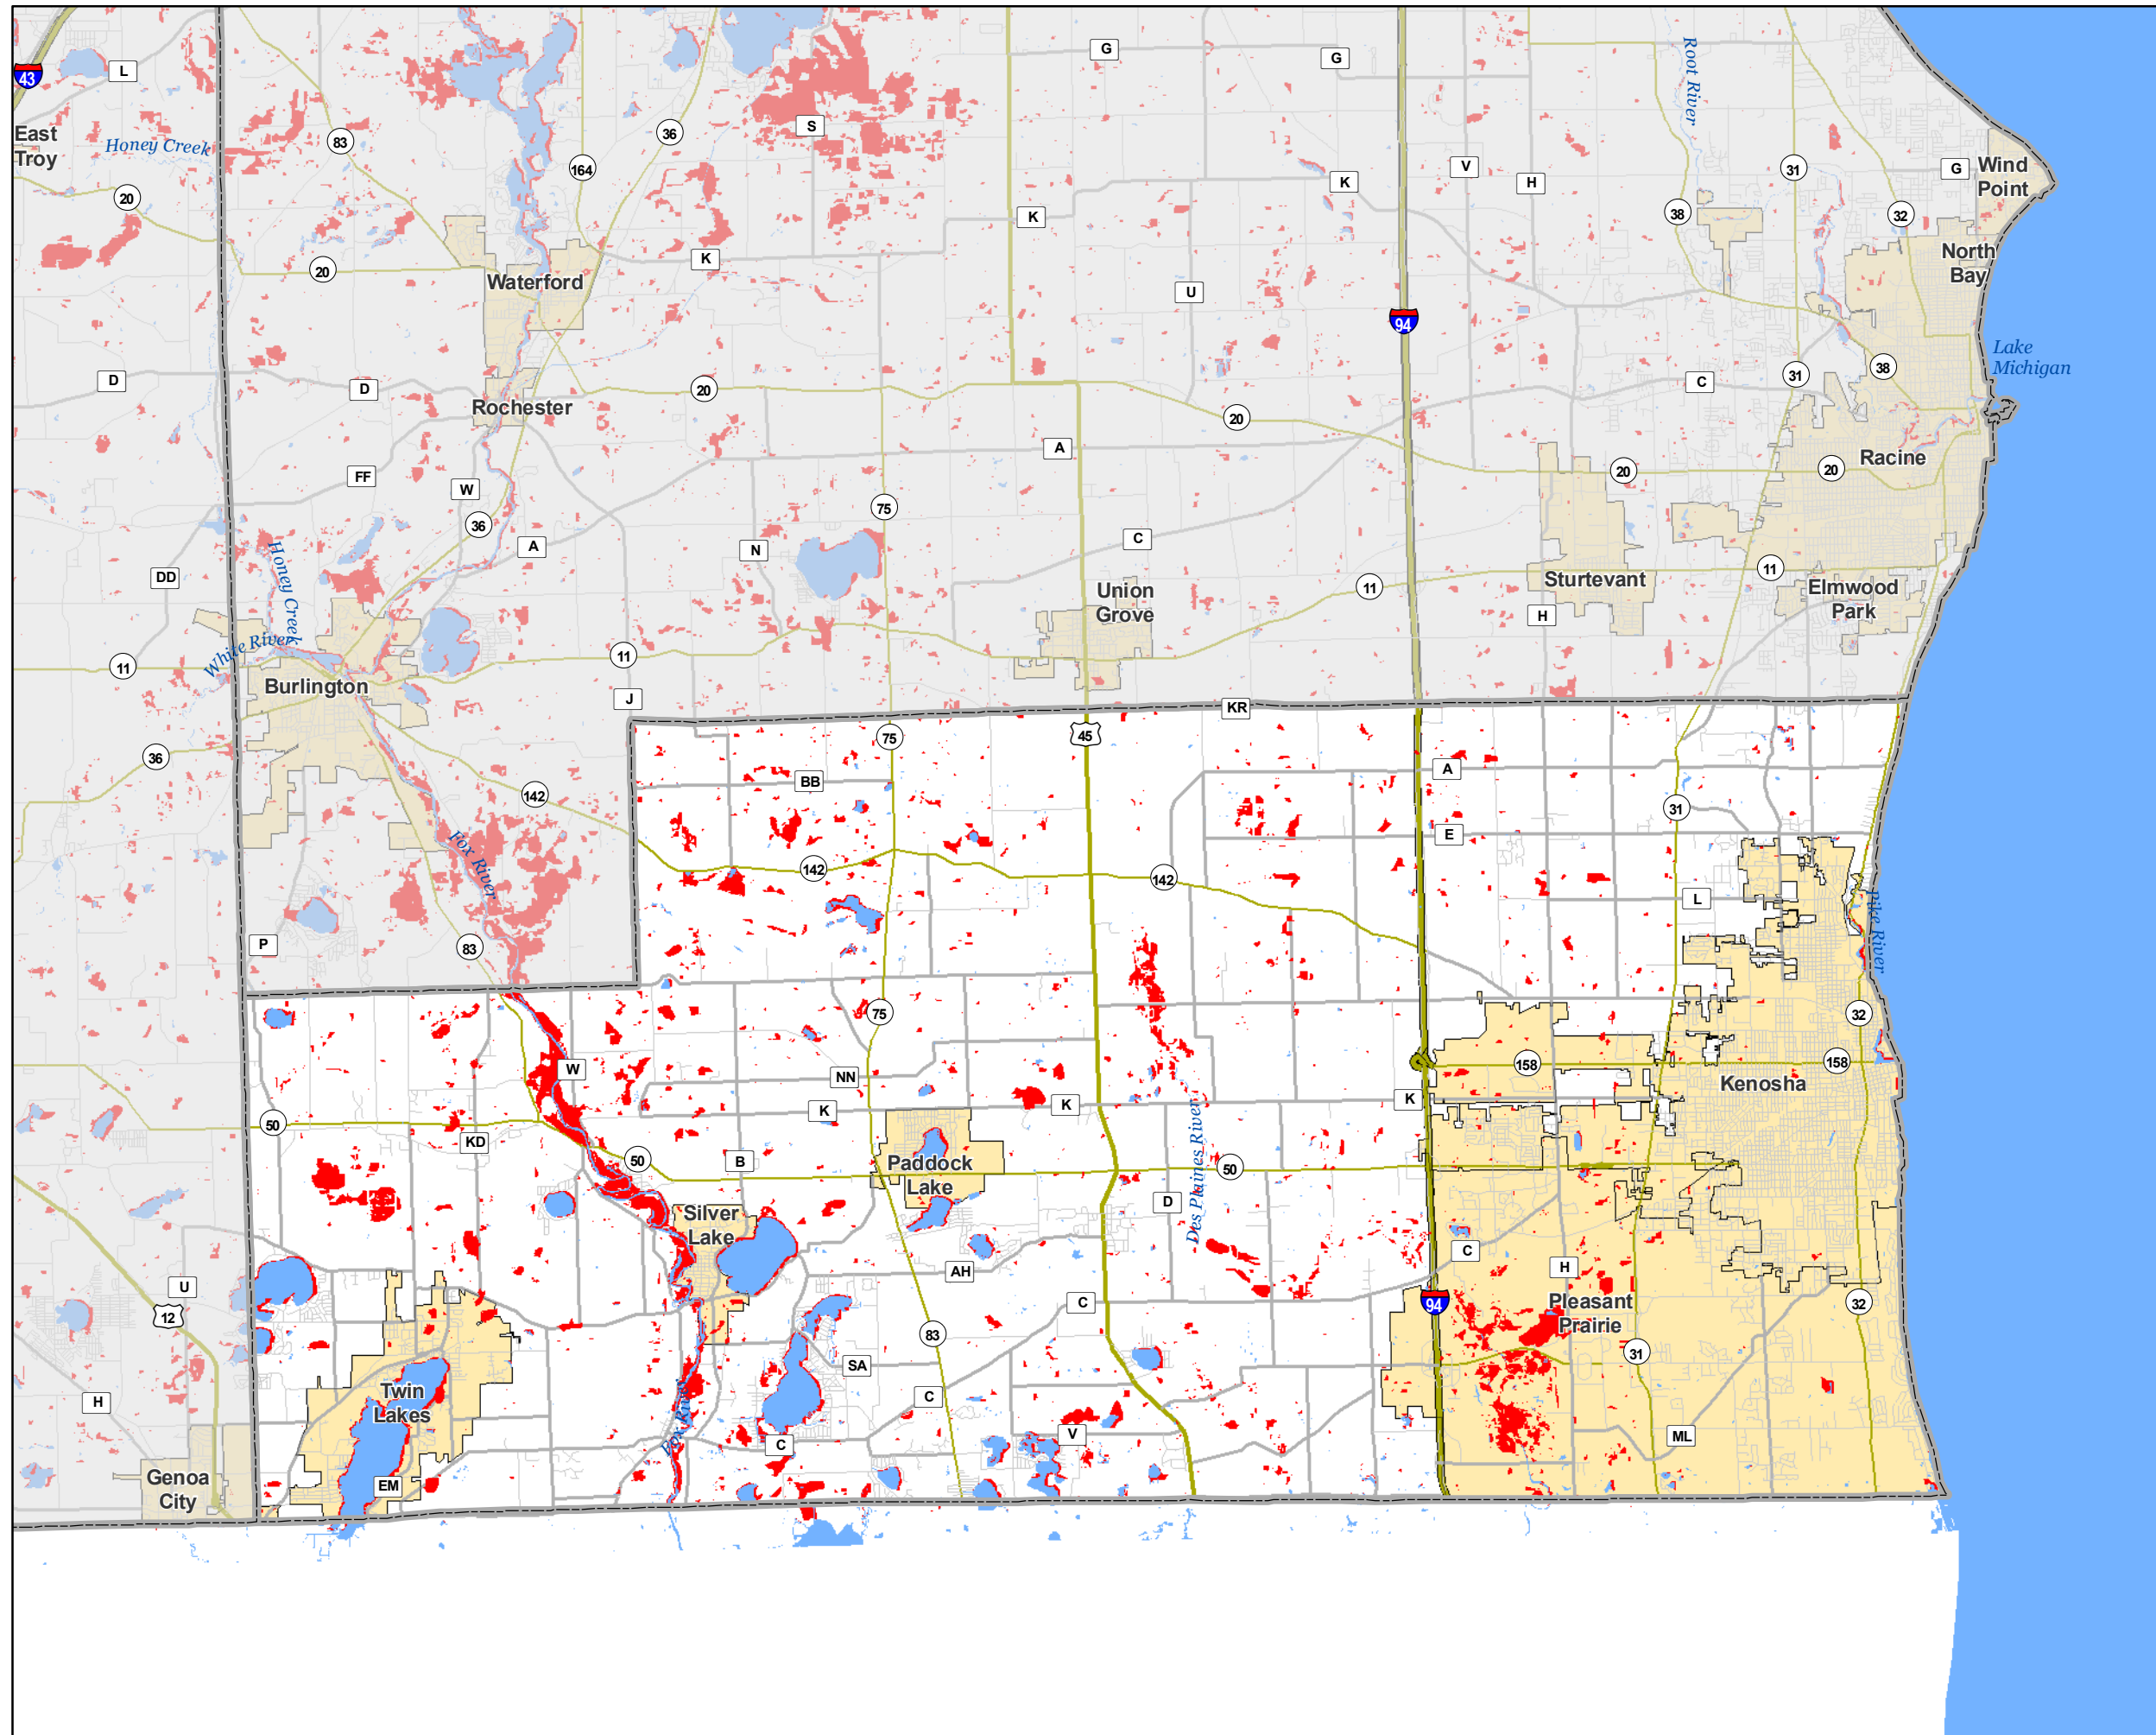 43
L
East
Troy
Honey Creek
83
20
20
164
36
S
K
G
G
K
K
U
94
V
H
Root River
38
31
32
G
Wind
Point
North
Bay
Lake
Michigan
Waterford
D
D
Rochester
20
20
A
FF
W
36
A
N
75
C
Union
Grove
11
C
31
38
20
20
Racine
Sturtevant
11
Elmwood
Park
H
DD
Honey Creek
White River
11
Burlington
11
J
36
142
Fox River
P
83
KR
75
45
BB
142
142
A
E
31
L
Pike River
32
75
W
NN
K
K
K
158
158
Kenosha
50
KD
50
B
Paddock
Lake
D
Des Plaines River
50
Silver
Lake
AH
C
C
H
Pleasant
Prairie
94
32
31
U
12
83
SA
C
H
Twin
Lakes
Fox River
C
V
ML
EM
Genoa
City